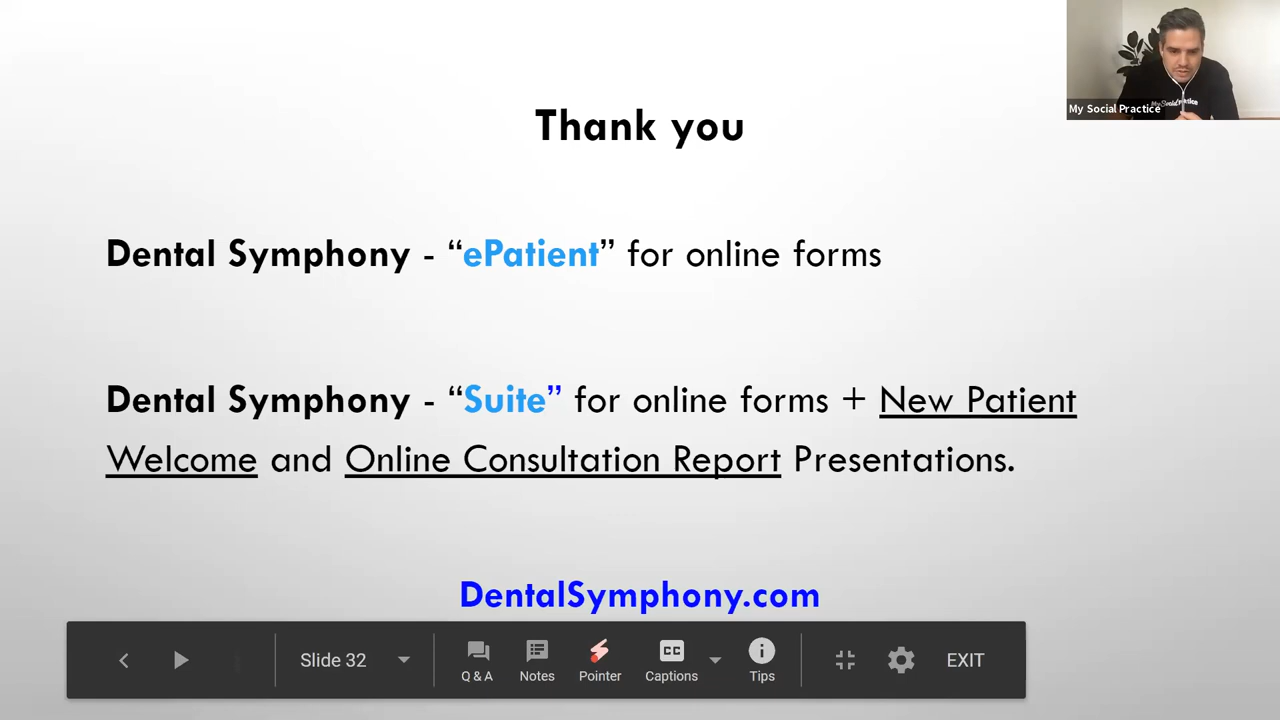 My Social Practice
Thank you
Dental Symphony - “ePatient” for online forms
Dental Symphony - “Suite” for online forms + New Patient
Welcome and Online Consultation Report Presentations.
DentalSymphony.com
Slide 32
Q & A
Notes
Pointer
CC
Captions
Tips
EXIT